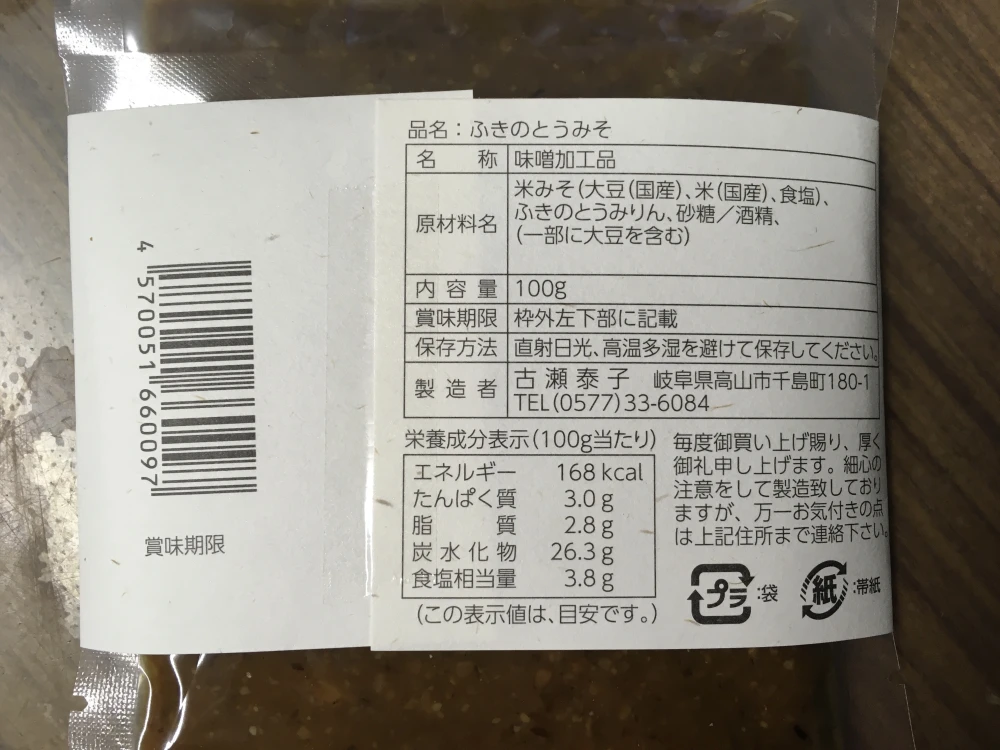 4570051660097
賞味期限
品名：ふきのとうみそ
名称 味噌加工品
原材料名 米みそ（大豆（国産）、米（国産）、食塩）、
ふきのとうみりん、砂糖／酒精、
（一部に大豆を含む）
内容量 100g
賞味期限 枠外左下部に記載
保存方法 直射日光、高温多湿を避けて保存してください。
製造者 古瀬泰子 岐阜県高山市千島町180-1
TEL（0577）33-6084
栄養成分表示（100g当たり）
エネルギー 168 kcal
たんぱく質 3.0 g
脂質 2.8 g
炭水化物 26.3 g
食塩相当量 3.8 g
（この表示値は、目安です。）
毎度御買い上げ賜り、厚く
御礼申し上げます。細心の
注意をして製造致しており
ますが、万一お気付きの点
は上記住所まで連絡下さい。
プラ：袋
紙：帯紙